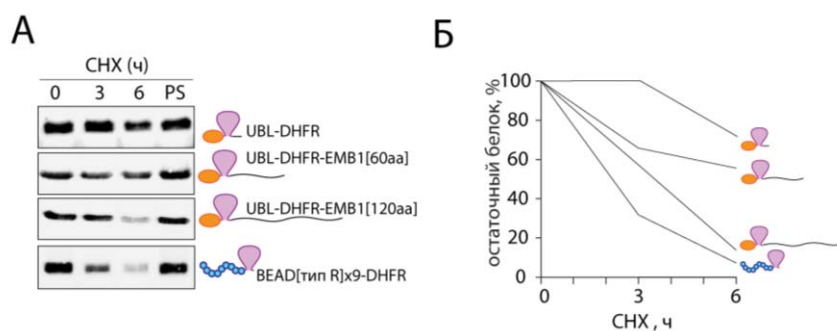 А
CHX (ч)
0 3 6 PS
UBL-DHFR
UBL-DHFR-EMB1[60aa]
UBL-DHFR-EMB1[120aa]
BEAD[тип R]x9-DHFR
Б
остаточный белок, %
100
80
60
40
20
0
0 3 6
CHX , ч